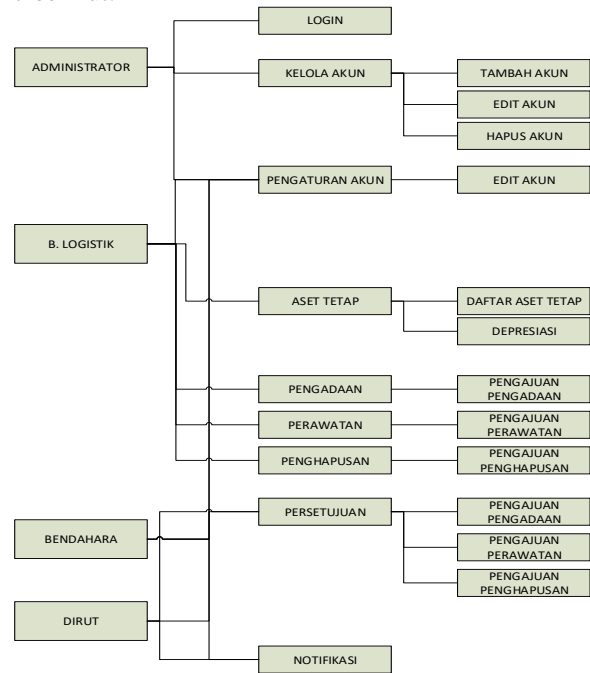 LOGIN
ADMINISTRATOR
KELOLA AKUN
TAMBAH AKUN
EDIT AKUN
HAPUS AKUN
PENGATURAN AKUN
EDIT AKUN
B. LOGISTIK
ASET TETAP
DAFTAR ASET TETAP
DEPRESIASI
PENGADAAN
PENGAJUAN
PENGADAAN
PERAWATAN
PENGAJUAN
PERAWATAN
PENGHAPUSAN
PENGAJUAN
PENGHAPUSAN
PERSETUJUAN
PENGAJUAN
PENGADAAN
BENDAHARA
PENGAJUAN
PERAWATAN
PENGAJUAN
PENGHAPUSAN
DIRUT
NOTIFIKASI